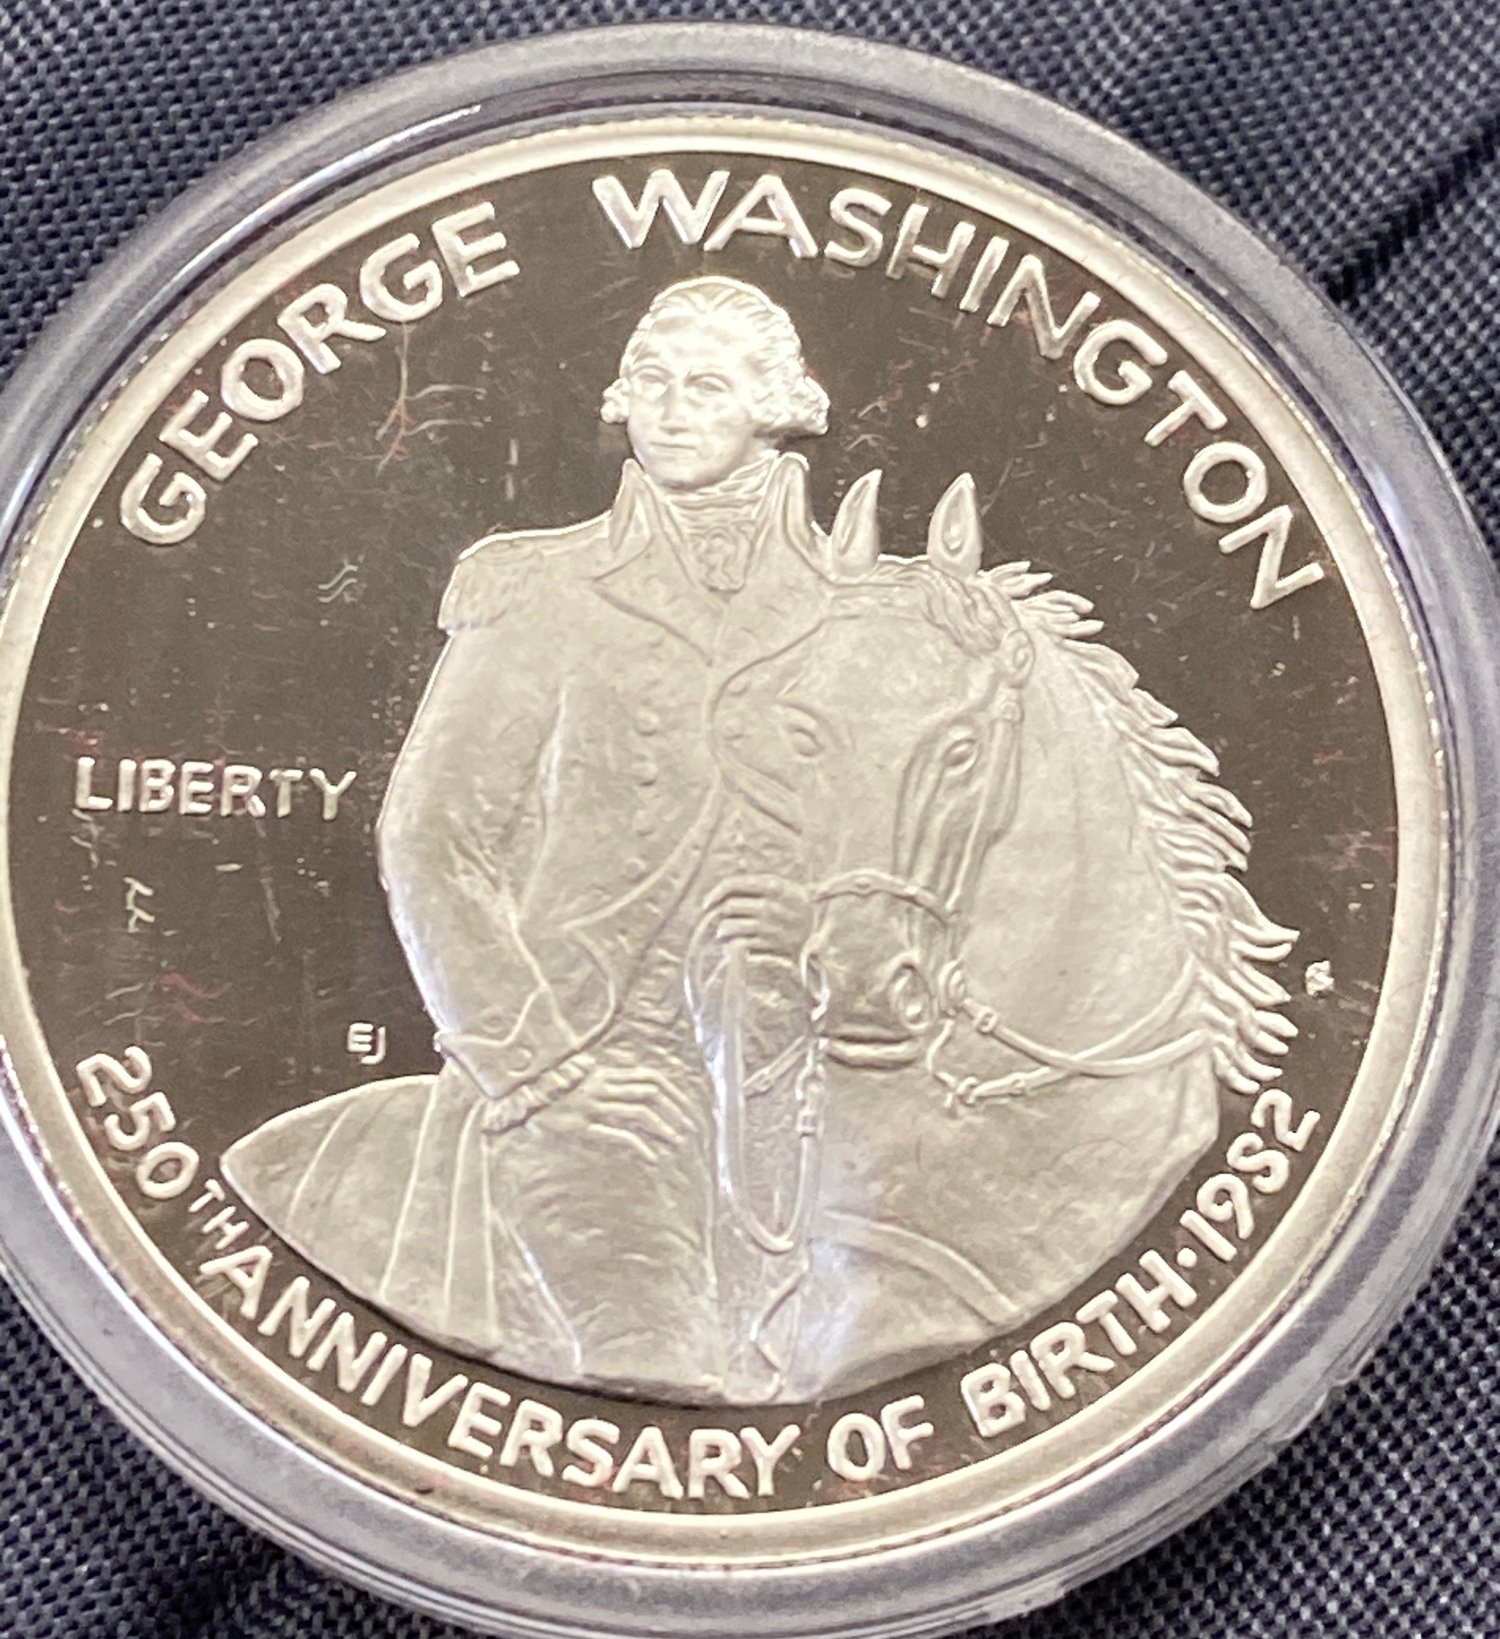 GEORGE WASHINGTON
LIBERTY
EJ
250TH ANNIVERSARY OF BIRTH·1982